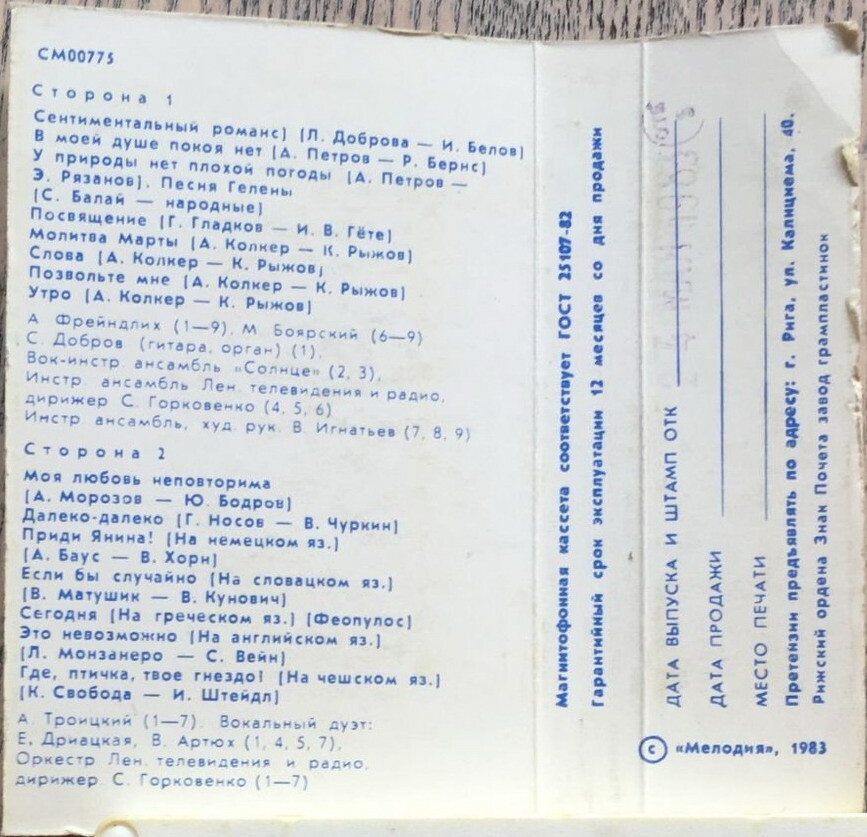 СМ00775
Сторона 1
Сентиментальный романс) (Л. Доброва — И. Белов)
В моей душе покоя нет (А. Петров — Р. Бернс)
У природы нет плохой погоды (А. Петров —
Э. Рязанов). Песня Гелены
(С. Балай — народные)
Посвящение (Г. Гладков — И. В. Гёте)
Молитва Марты (А. Колкер — К. Рыжов)
Слова (А. Колкер — К. Рыжов)
Позвольте мне (А. Колкер — К. Рыжов)
Утро (А. Колкер — К. Рыжов)
А. Фрейндлих (1—9), М. Боярский (6—9)
С. Добров (гитара, орган) (1),
Вок-инстр. ансамбль «Солнце» (2, 3),
Инстр. ансамбль Лен. телевидения и радио,
дирижер С. Горковенко (4, 5, 6)
Инстр ансамбль, худ. рук. В. Игнатьев (7, 8, 9)
Сторона 2
Моя любовь неповторима
(А. Морозов — Ю. Бодров)
Далеко-далеко (Г. Носов — В. Чуркин)
Приди Янина! (На немецком яз.)
(А. Баус — В. Хорн)
Если бы случайно (На словацком яз.)
(В. Матушик — В. Кунович)
Сегодня (На греческом яз.) (Феопулос)
Это невозможно (На английском яз.)
(Л. Монзанеро — С. Вейн)
Где, птичка, твое гнездо! (На чешском яз.)
(К. Свобода — И. Штейдл)
А. Троицкий (1—7). Вокальный дуэт:
Е. Дриацкая, В. Артюх (1, 4, 5, 7),
Оркестр Лен. телевидения и радио,
дирижер С. Горковенко (1—7)
Магнитофонная кассета соответствует ГОСТ 25107-82
Гарантийный срок эксплуатации 12 месяцев со дня продажи
ДАТА ВЫПУСКА И ШТАМП ОТК
ДАТА ПРОДАЖИ
МЕСТО ПЕЧАТИ
Претензии предъявлять по адресу: г. Рига, ул. Калнциема, 40.
Рижский ордена Знак Почета завод грампластинок
© «Мелодия», 1983